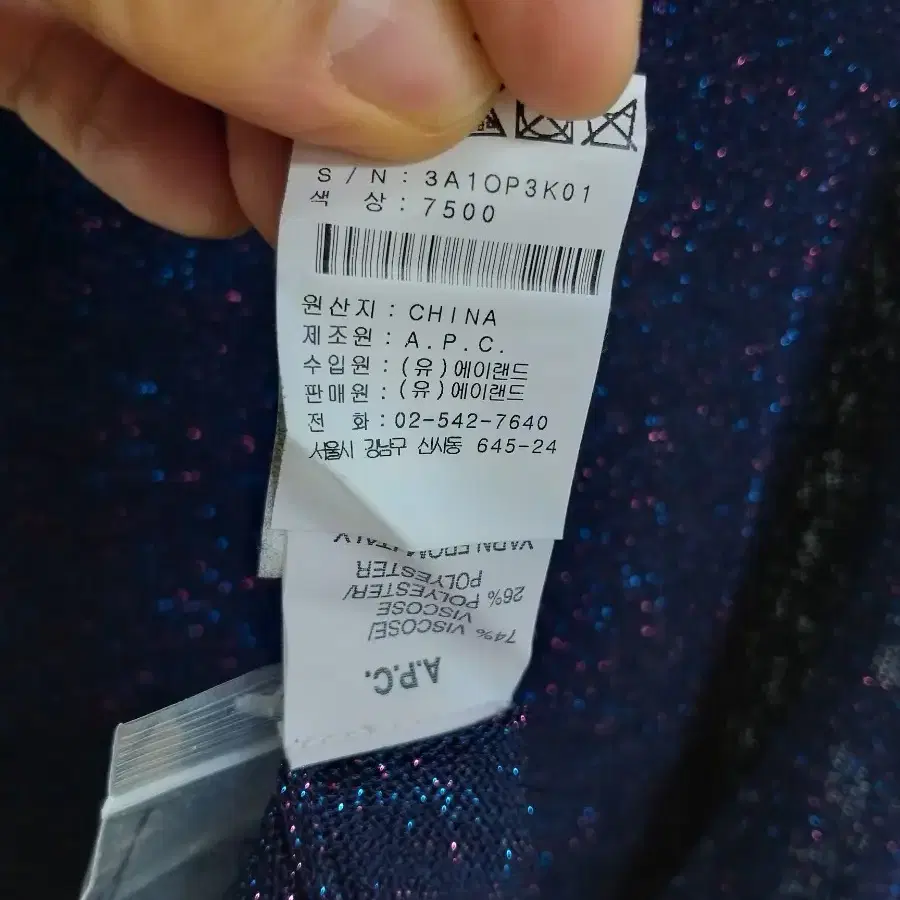 S / N : 3A1OP3K01
색 상 : 7500
원산지 : CHINA
제조원 : A.P.C.
수입원 : (유)에이랜드
판매원 : (유)에이랜드
전 화 : 02-542-7640
서울시 강남구 신사동 645-24
A.P.C.
74% VISCOSE/
VISCOSE
26% POLYESTER/
POLYESTER
YARN FROM ITALY